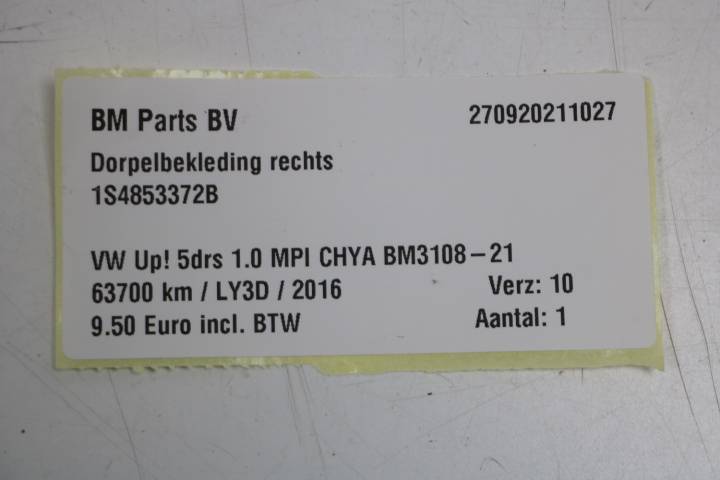 BM Parts BV 270920211027
Dorpelbekleding rechts
1S4853372B
VW Up! 5drs 1.0 MPI CHYA BM3108-21
63700 km / LY3D / 2016 Verz: 10
9.50 Euro incl. BTW Aantal: 1